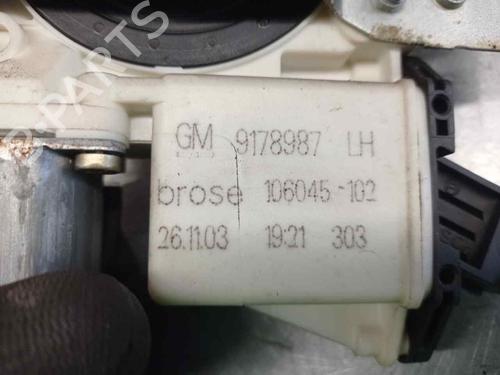 GM 9178987 LH
brose 106045-102
26.11.03 19:21 303